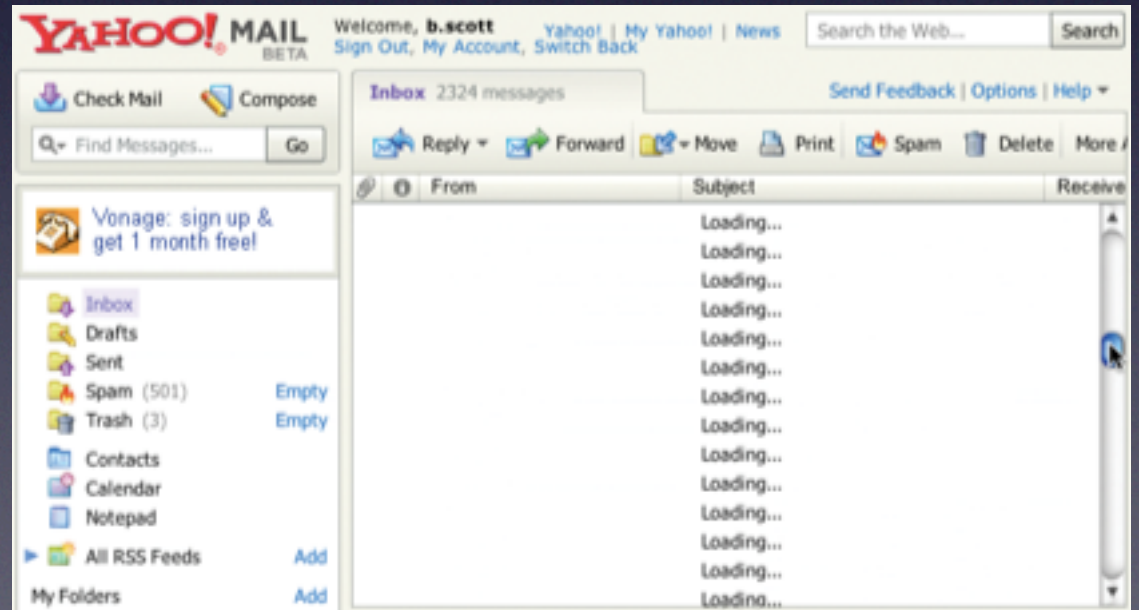 YAHOO! MAIL
BETA
Welcome, b.scott
Sign Out, My Account, Switch Back
Yahoo! | My Yahoo! | News
Search the Web...
Search
Check Mail
Compose
Find Messages...
Go
Vonage: sign up &
get 1 month free!
Inbox
Drafts
Sent
Spam (501) Empty
Trash (3) Empty
Contacts
Calendar
Notepad
All RSS Feeds Add
My Folders Add
Inbox 2324 messages
Send Feedback | Options | Help
Reply Forward Move Print Spam Delete More
From Subject Receive
Loading...
Loading...
Loading...
Loading...
Loading...
Loading...
Loading...
Loading...
Loading...
Loading...
Loading...
Loading...
Loading...
Loading...